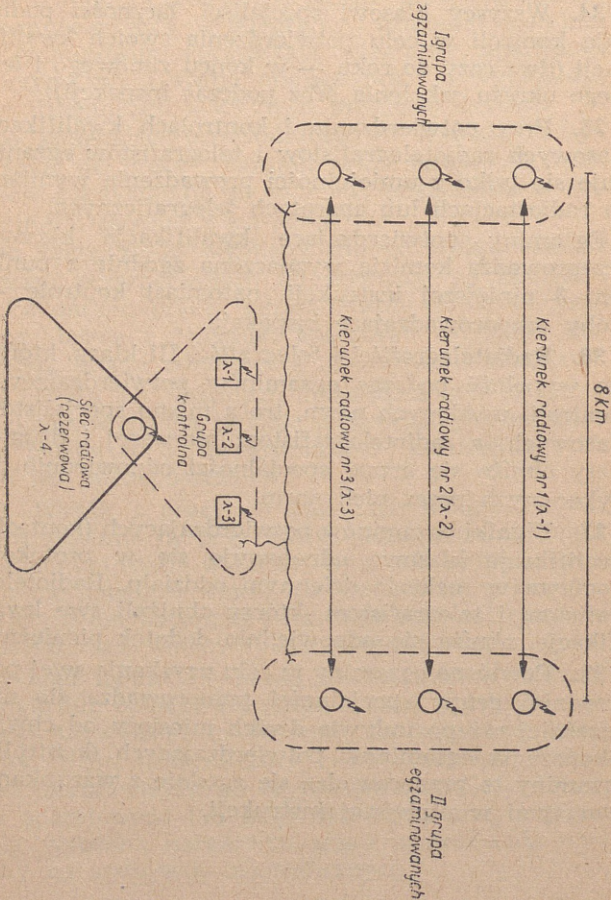 8 Km
I grupa
egzaminowanych
Kierunek radiowy nr 1 (λ-1)
Kierunek radiowy nr 2 (λ-2)
Kierunek radiowy nr 3 (λ-3)
II grupa
egzaminowanych
λ-1
λ-2
λ-3
Grupa
kontrolna
Sieć radiowa
(rezerwowa)
λ-4